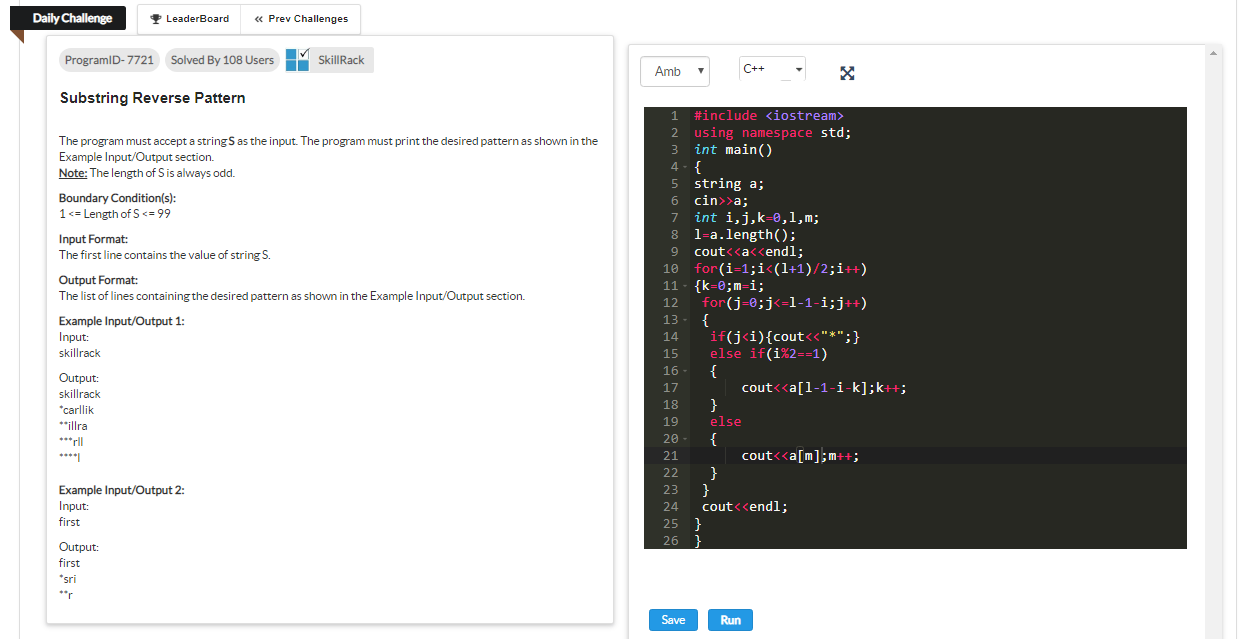 Daily Challenge
LeaderBoard
« Prev Challenges
ProgramID- 7721
Solved By 108 Users
SkillRack
Substring Reverse Pattern
The program must accept a string S as the input. The program must print the desired pattern as shown in the
Example Input/Output section.
Note: The length of S is always odd.
Boundary Condition(s):
1 <= Length of S <= 99
Input Format:
The first line contains the value of string S.
Output Format:
The list of lines containing the desired pattern as shown in the Example Input/Output section.
Example Input/Output 1:
Input:
skillrack
Output:
skillrack
*carllik
**illra
***rll
****l
Example Input/Output 2:
Input:
first
Output:
first
*sri
**r
Amb
C++
1 #include <iostream>
2 using namespace std;
3 int main()
4 {
5 string a;
6 cin>>a;
7 int i,j,k=0,l,m;
8 l=a.length();
9 cout<<a<<endl;
10 for(i=1;i<(l+1)/2;i++)
11 {k=0;m=i;
12 for(j=0;j<=l-1-i;j++)
13 {
14 if(j<i){cout<<"*";}
15 else if(i%2==1)
16 {
17 cout<<a[l-1-i-k];k++;
18 }
19 else
20 {
21 cout<<a[m];m++;
22 }
23 }
24 cout<<endl;
25 }
26 }
Save
Run